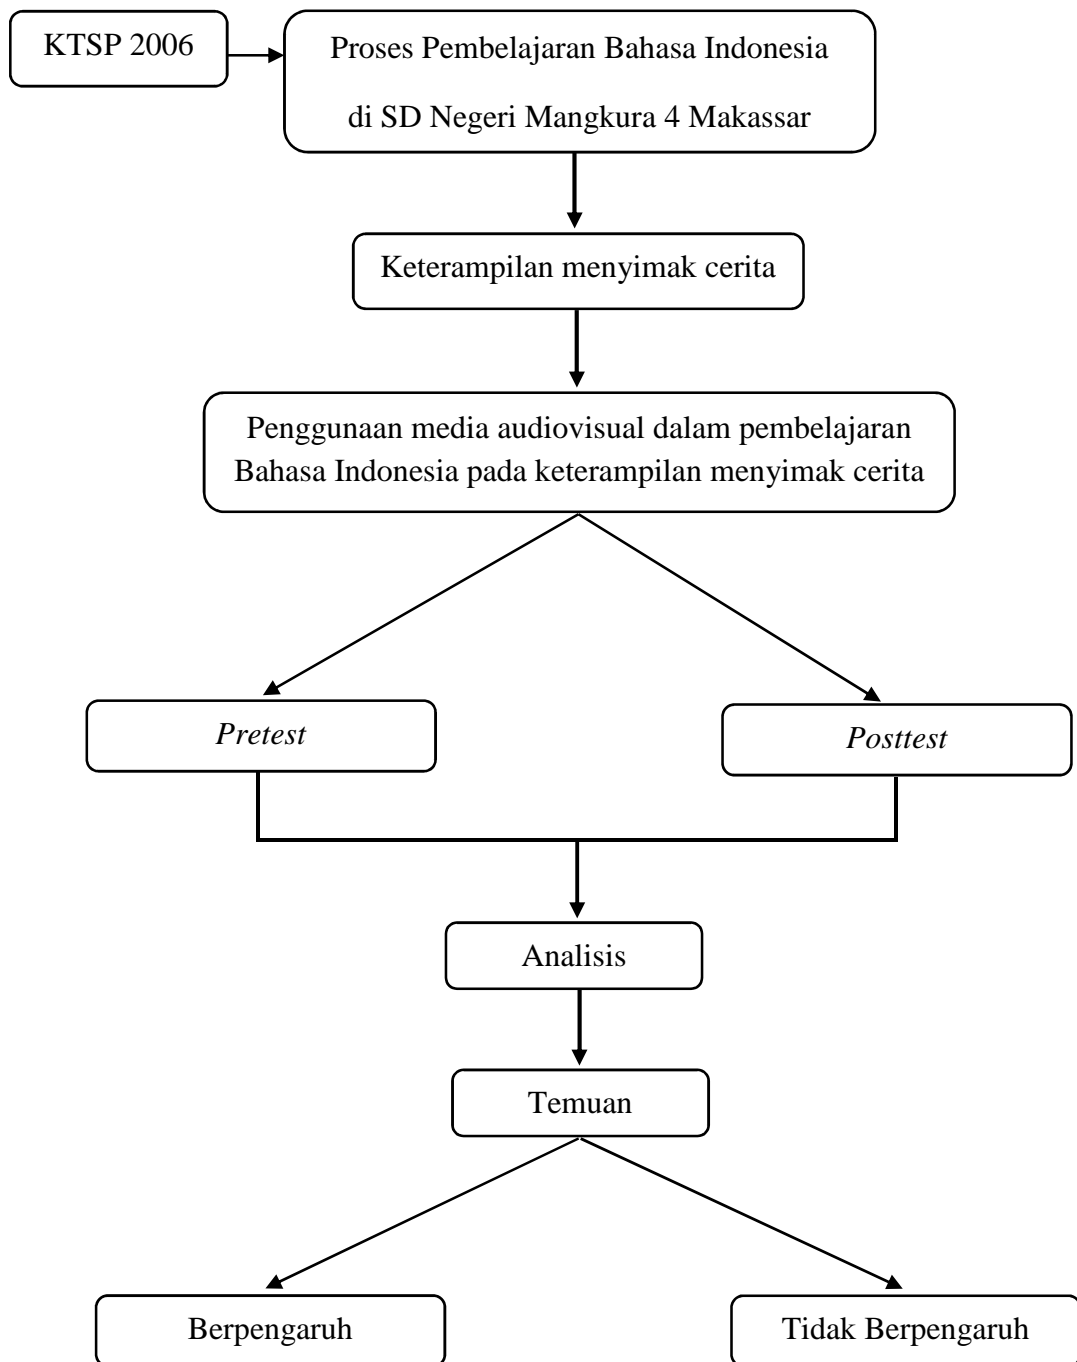 KTSP 2006
Proses Pembelajaran Bahasa Indonesia
di SD Negeri Mangkura 4 Makassar
Keterampilan menyimak cerita
Penggunaan media audiovisual dalam pembelajaran
Bahasa Indonesia pada keterampilan menyimak cerita
Pretest
Posttest
Analisis
Temuan
Berpengaruh
Tidak Berpengaruh